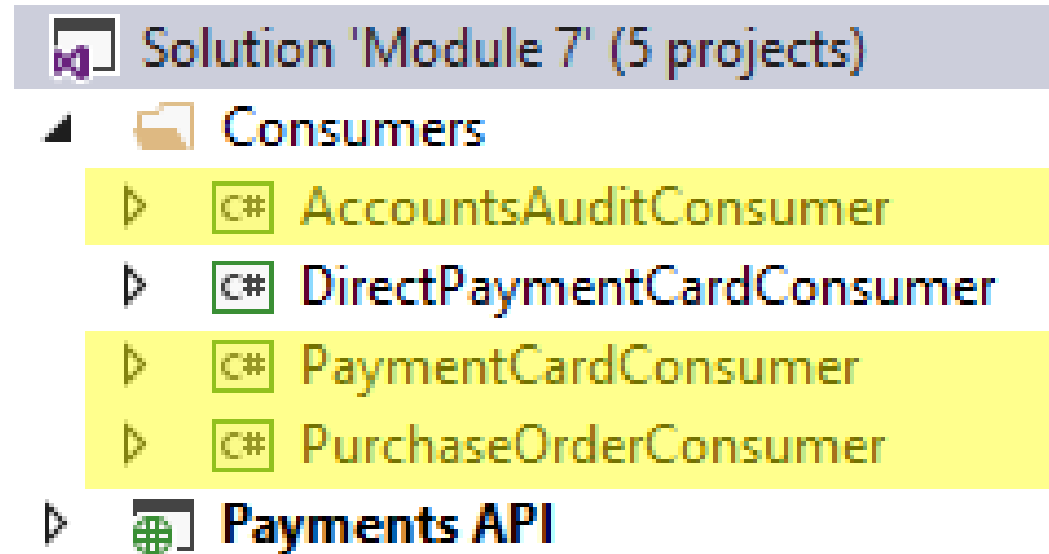 Solution 'Module 7' (5 projects)
Consumers
C# AccountsAuditConsumer
C# DirectPaymentCardConsumer
C# PaymentCardConsumer
C# PurchaseOrderConsumer
Payments API